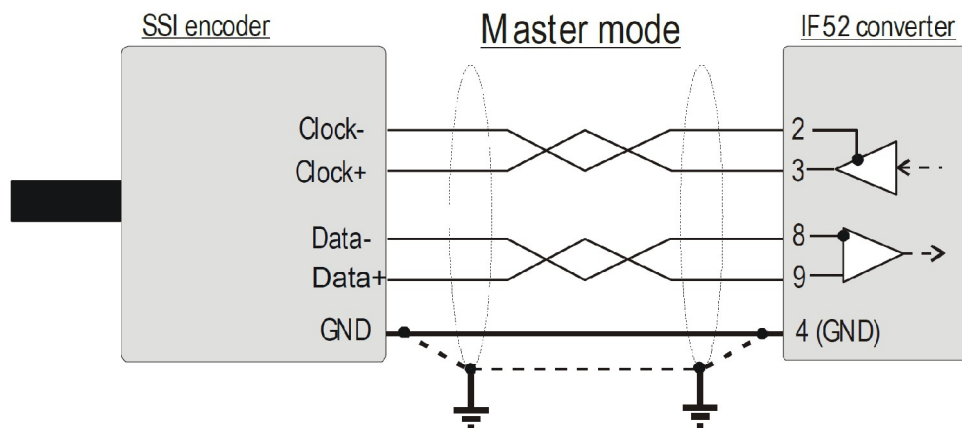 SSI encoder
Master mode
IF52 converter
Clock-
2
Clock+
3
Data-
8
Data+
9
GND
4 (GND)